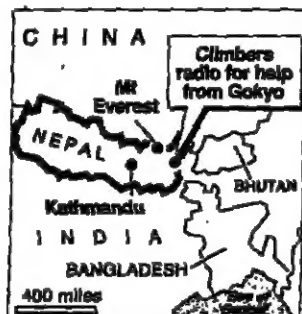 CHINA
Climbers
radio for help
from Gokyo
Mt
Everest
NEPAL
BHUTAN
Kathmandu
INDIA
BANGLADESH
400 miles